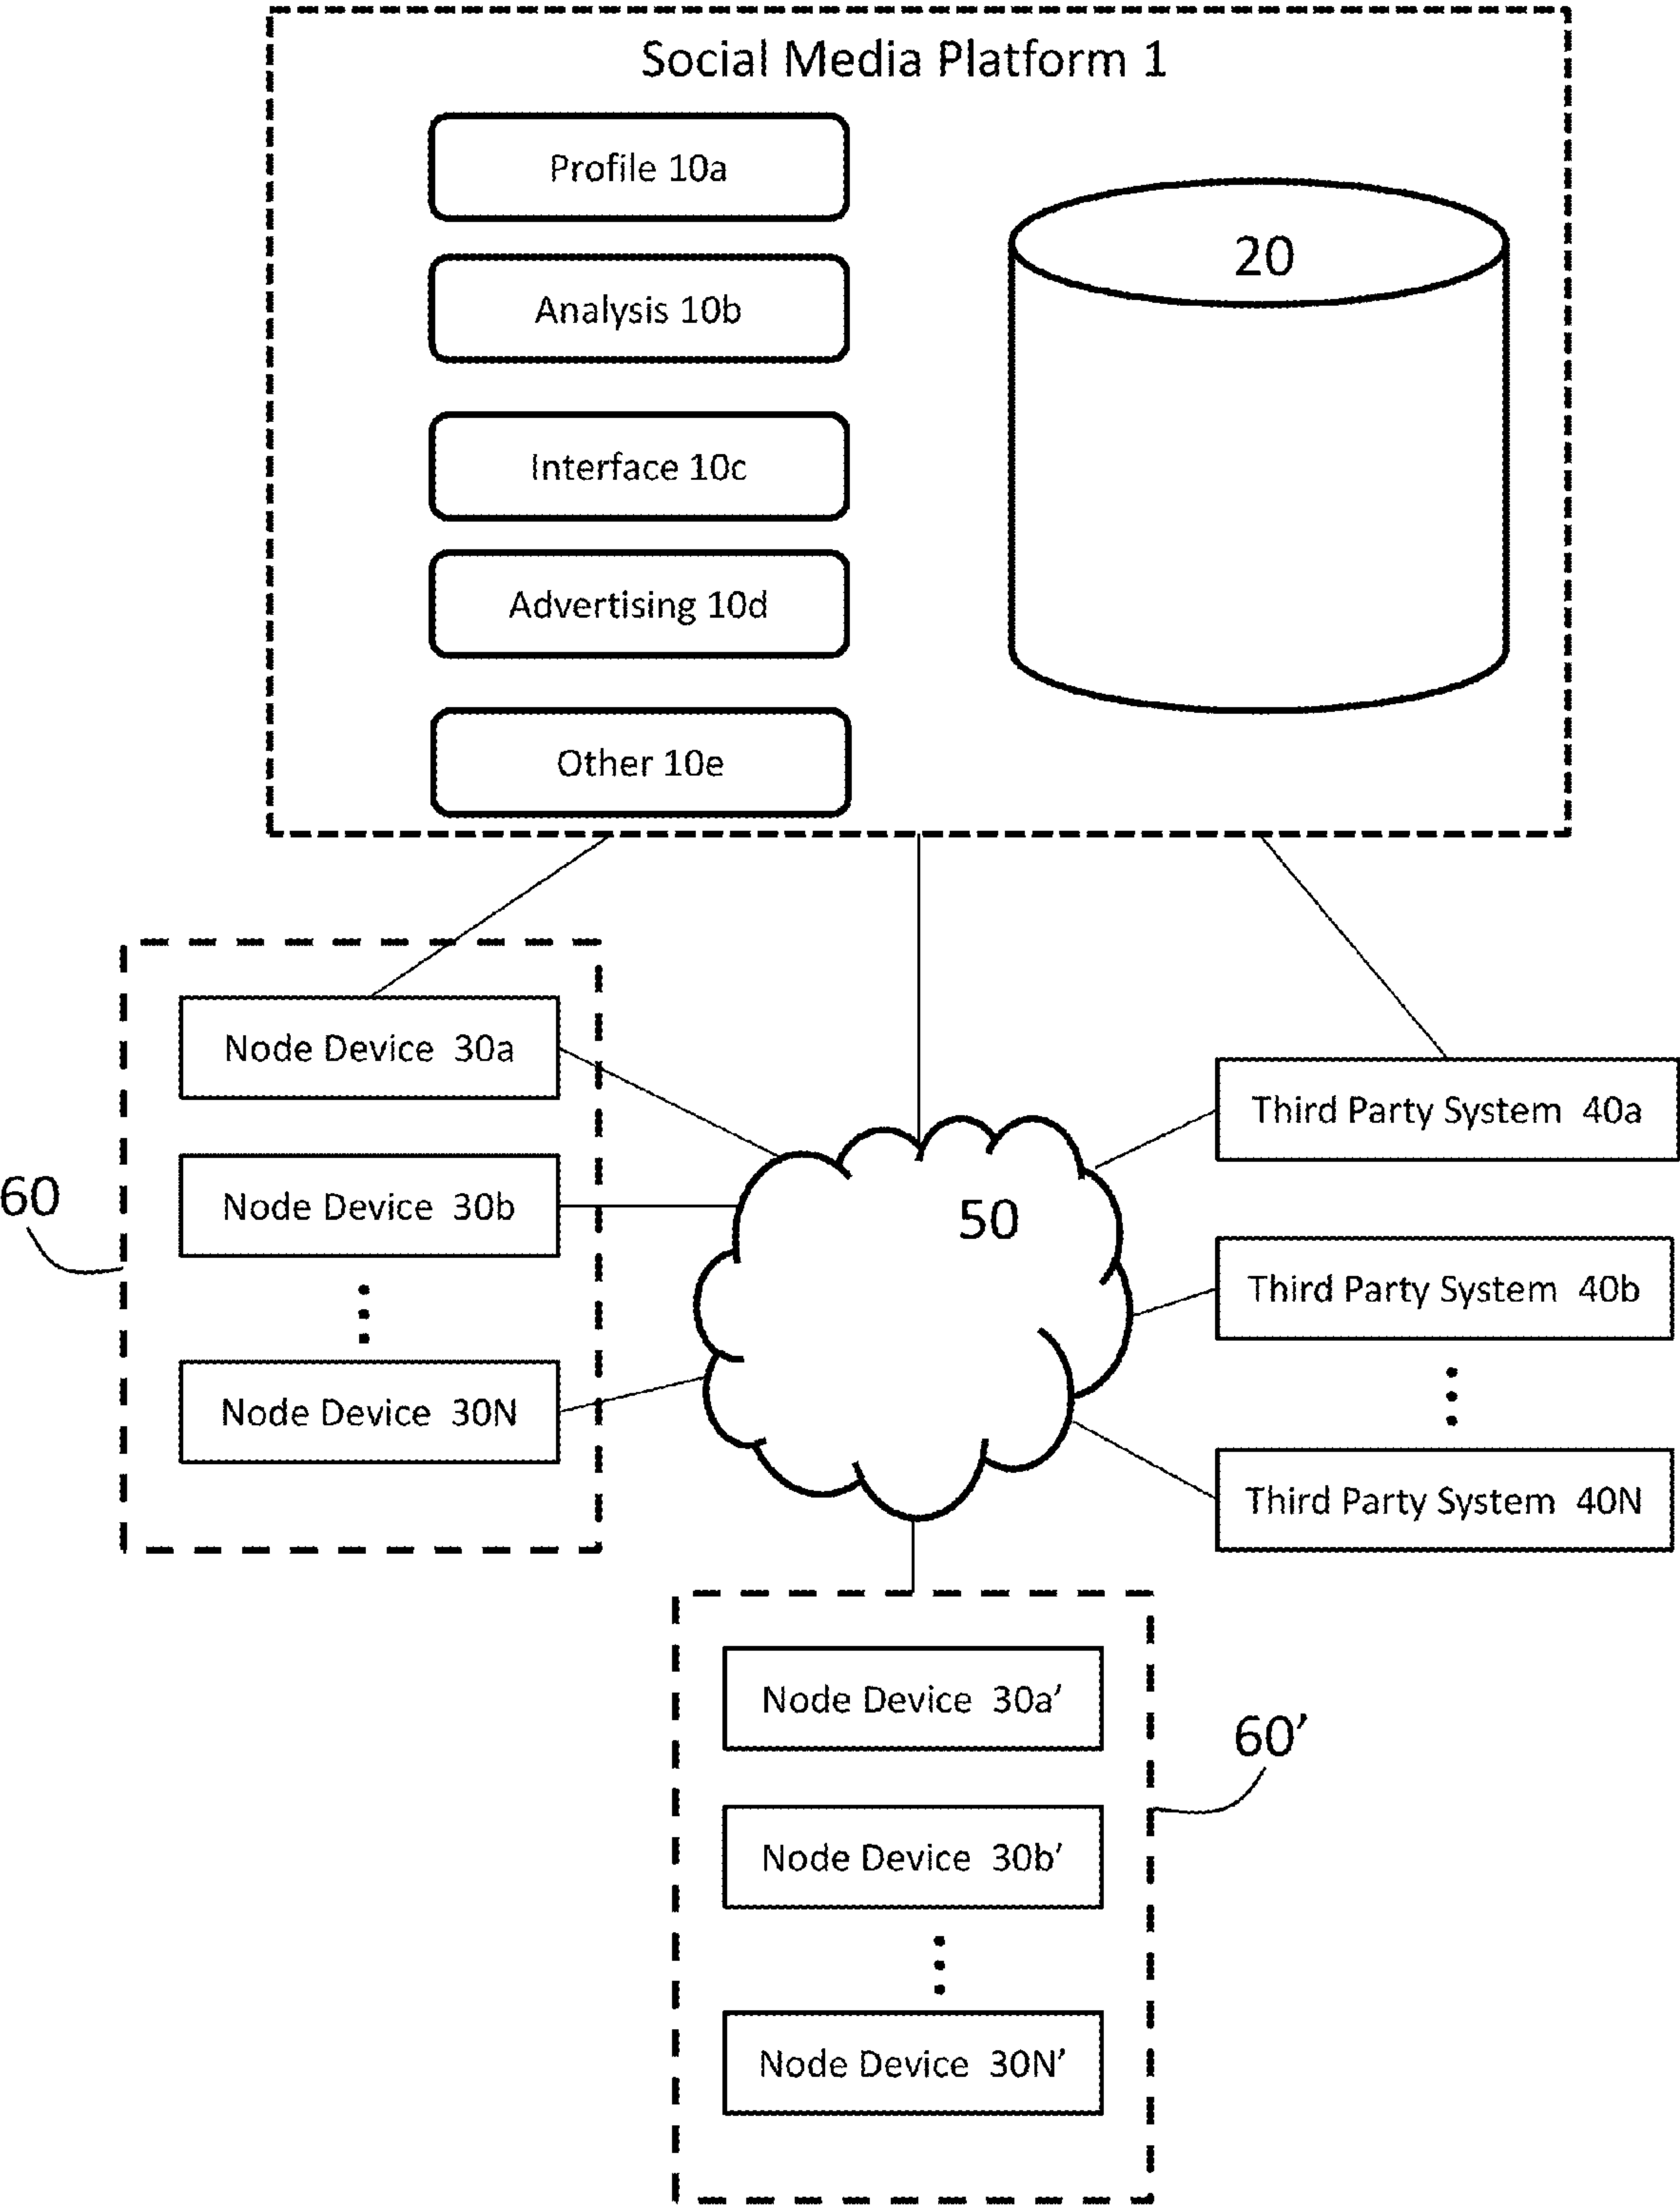 Social Media Platform 1
Profile 10a
20
Analysis 10b
Interface 10c
Advertising 10d
Other 10e
Node Device 30a
Third Party System 40a
60
Node Device 30b
50
Third Party System 40b
Node Device 30N
Third Party System 40N
Node Device 30a’
60’
Node Device 30b’
Node Device 30N’